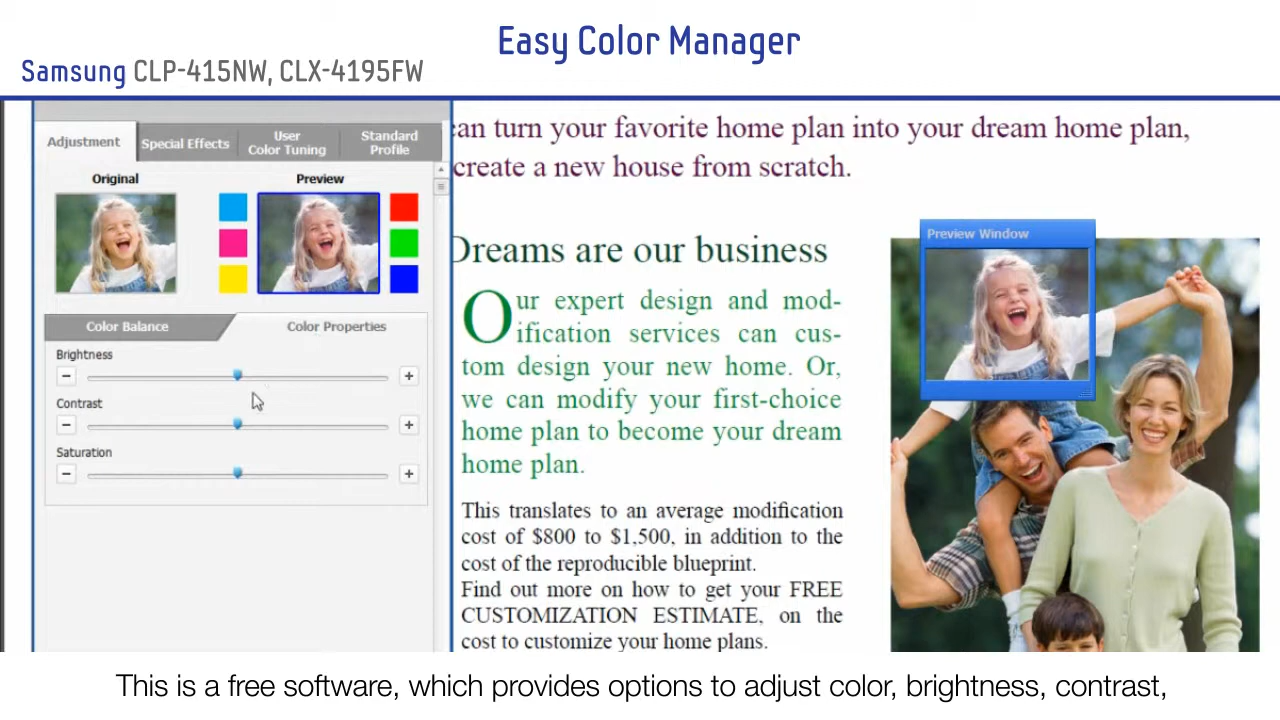 Easy Color Manager
Samsung CLP-415NW, CLX-4195FW
Adjustment
Special Effects
User
Color Tuning
Standard
Profile
Original
Preview
Color Balance
Color Properties
Brightness
Contrast
Saturation
can turn your favorite home plan into your dream home plan,
create a new house from scratch.
Dreams are our business
Our expert design and mod-
ification services can cus-
tom design your new home. Or,
we can modify your first-choice
home plan to become your dream
home plan.
This translates to an average modification
cost of $800 to $1,500, in addition to the
cost of the reproducible blueprint.
Find out more on how to get your FREE
CUSTOMIZATION ESTIMATE, on the
cost to customize your home plans.
Preview Window
This is a free software, which provides options to adjust color, brightness, contrast,